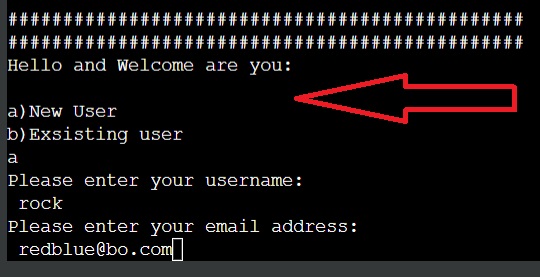 ###############################################
###############################################
Hello and Welcome are you:
a)New User
b)Exsisting user
a
Please enter your username:
rock
Please enter your email address:
redblue@bo.com